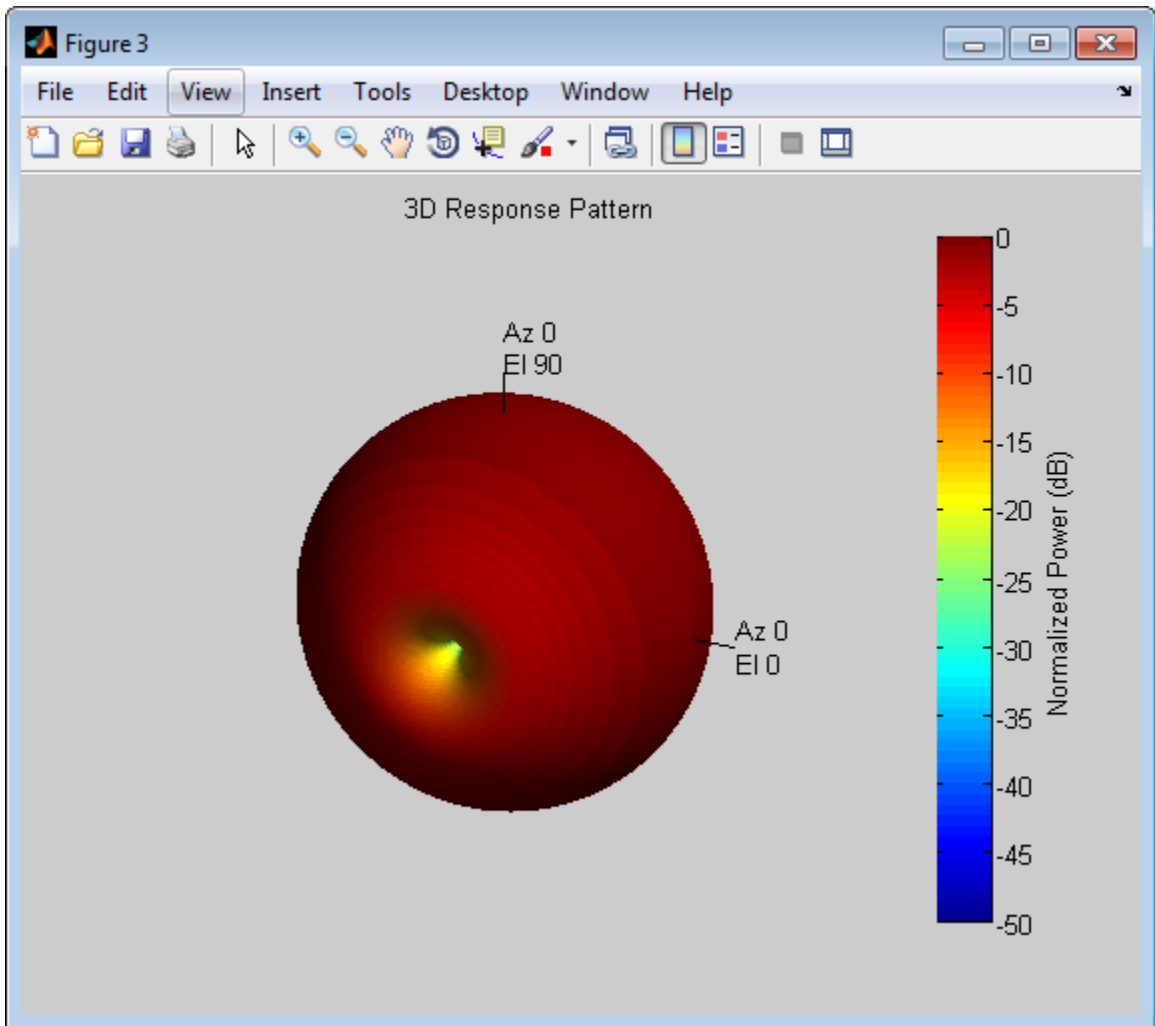 Figure 3
File Edit View Insert Tools Desktop Window Help
3D Response Pattern
Az 0
El 90
Az 0
El 0
0
-5
-10
-15
-20
-25
-30
-35
-40
-45
-50
Normalized Power (dB)